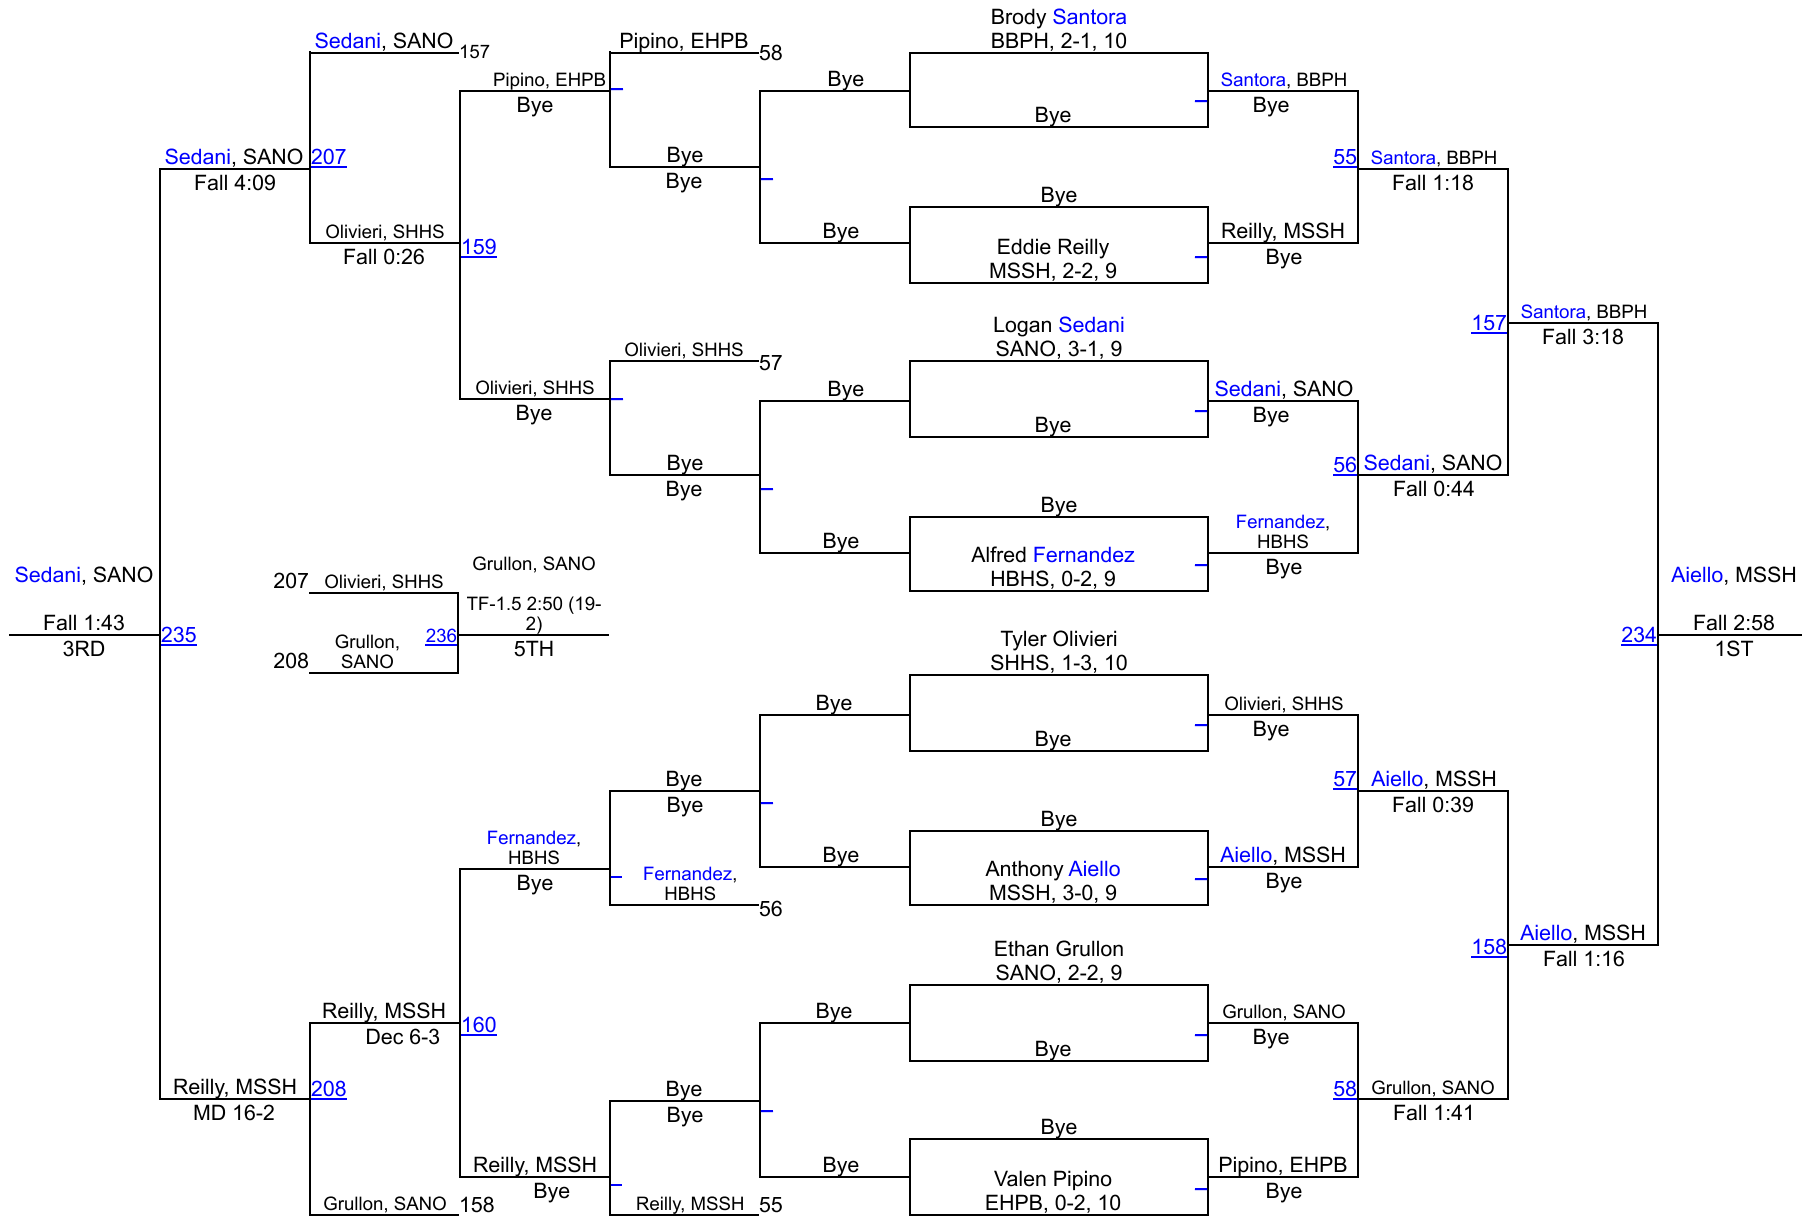 Brody Santora
BBPH, 2-1, 10
Sedani, SANO
157
Pipino, EHPB
58
Pipino, EHPB
Bye
Bye
Bye
Santora, BBPH
Bye
Sedani, SANO
207
Fall 4:09
Bye
Bye
55
Santora, BBPH
Fall 1:18
Olivieri, SHHS
Fall 0:26
159
Bye
Bye
Eddie Reilly
MSSH, 2-2, 9
Reilly, MSSH
Bye
Logan Sedani
SANO, 3-1, 9
157
Santora, BBPH
Fall 3:18
Olivieri, SHHS
57
Olivieri, SHHS
Bye
Bye
Bye
Sedani, SANO
Bye
Bye
Bye
56
Sedani, SANO
Fall 0:44
Bye
Bye
Alfred Fernandez
HBHS, 0-2, 9
Fernandez,
HBHS
Bye
Sedani, SANO
Fall 1:43
3RD
235
207
Olivieri, SHHS
208
Grullon,
SANO
236
Grullon, SANO
TF-1.5 2:50 (19-
2)
5TH
Aiello, MSSH
234
Fall 2:58
1ST
Tyler Olivieri
SHHS, 1-3, 10
Bye
Bye
Olivieri, SHHS
Bye
Bye
Bye
57
Aiello, MSSH
Fall 0:39
Fernandez,
HBHS
Bye
Fernandez,
HBHS
56
Bye
Bye
Anthony Aiello
MSSH, 3-0, 9
Aiello, MSSH
Bye
158
Aiello, MSSH
Fall 1:16
Ethan Grullon
SANO, 2-2, 9
Reilly, MSSH
Dec 6-3
160
Bye
Bye
Grullon, SANO
Bye
Reilly, MSSH
208
MD 16-2
Bye
Bye
58
Grullon, SANO
Fall 1:41
Reilly, MSSH
Bye
Bye
Bye
Valen Pipino
EHPB, 0-2, 10
Pipino, EHPB
Bye
Grullon, SANO
158
Reilly, MSSH
55